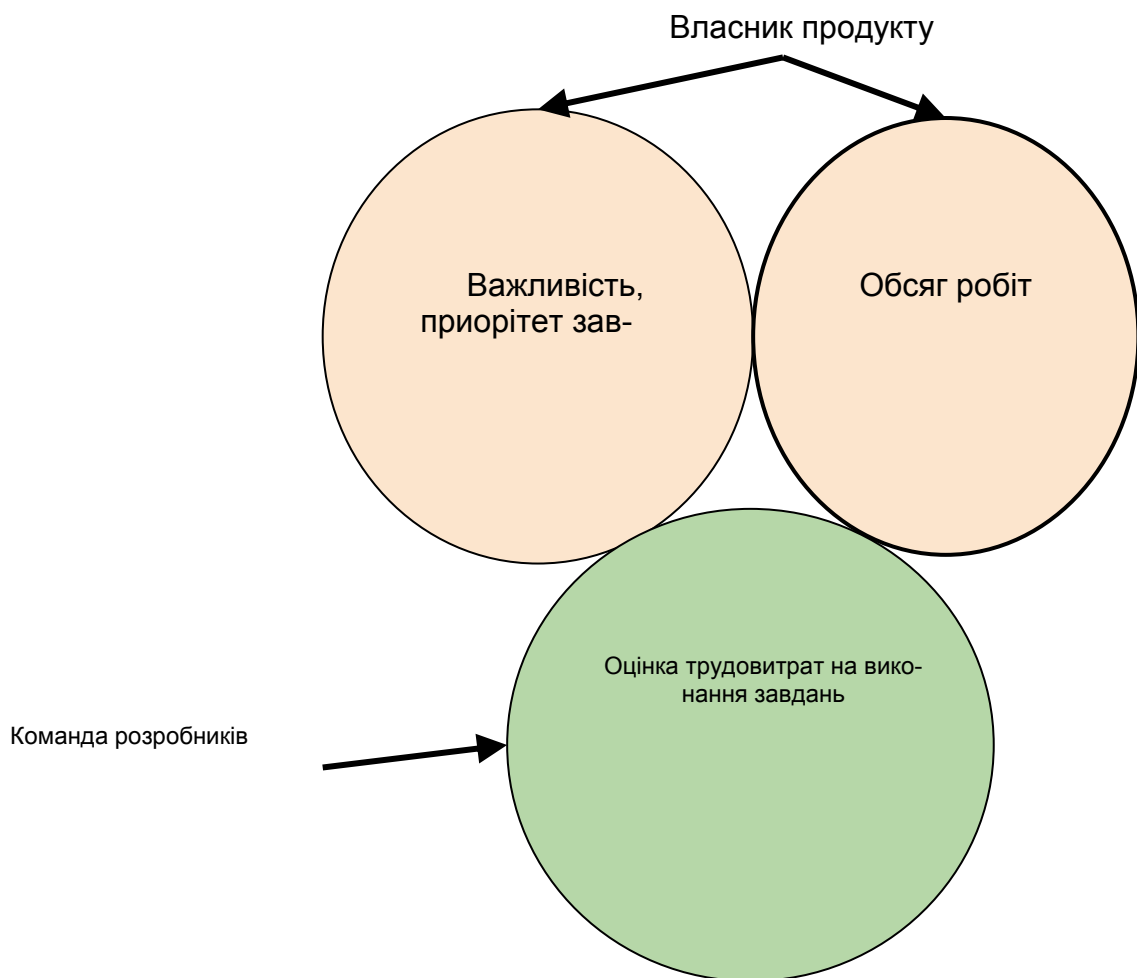 Власник продукту
Важливість,
приорітет зав-
Обсяг робіт
Оцінка трудовитрат на вико-
нання завдань
Команда розробників